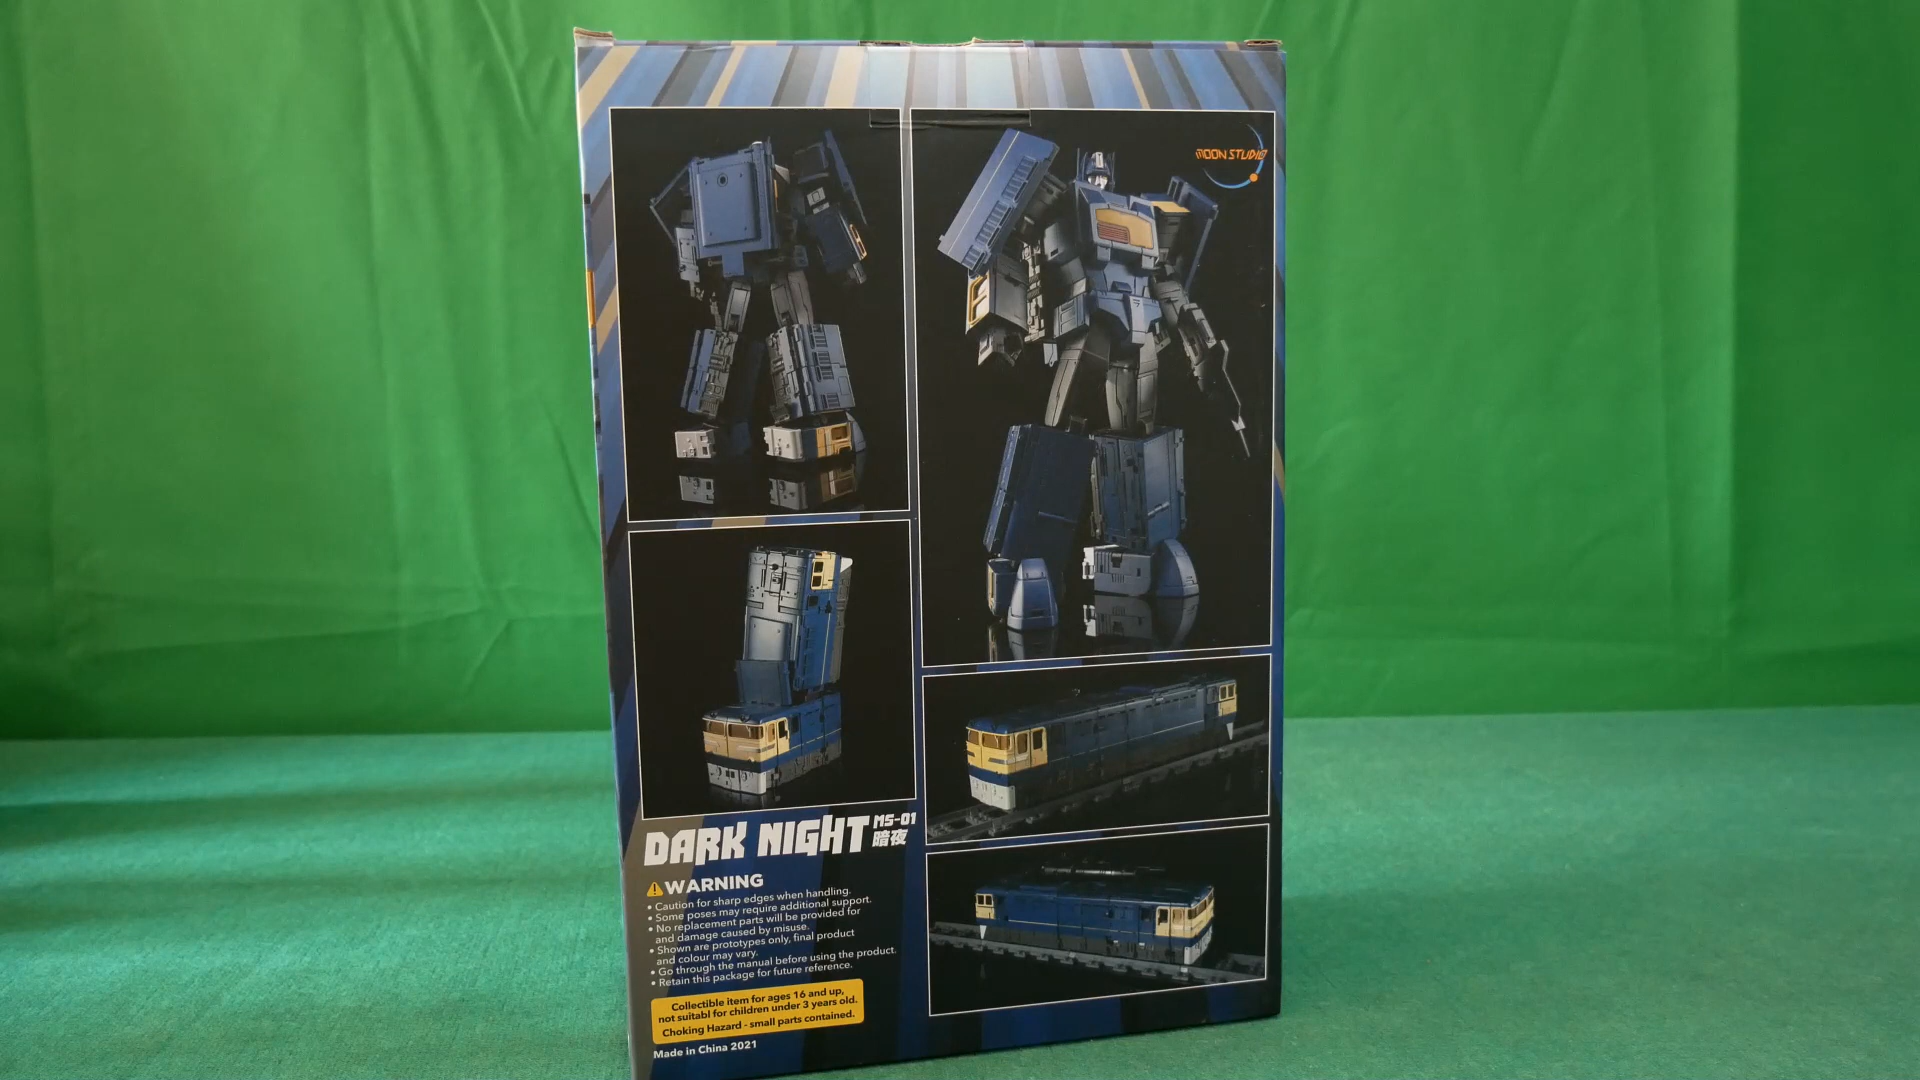 MOON STUDIO
DARK NIGHT
MS-01
暗夜
WARNING
• Caution for sharp edges when handling.
• Some poses may require additional support.
• No replacement parts will be provided for
and damage caused by misuse.
• Shown are prototypes only, final product
and colour may vary.
• Go through the manual before using the product.
• Retain this package for future reference.
Collectible item for ages 16 and up,
not suitabl for children under 3 years old.
Choking Hazard - small parts contained.
Made in China 2021